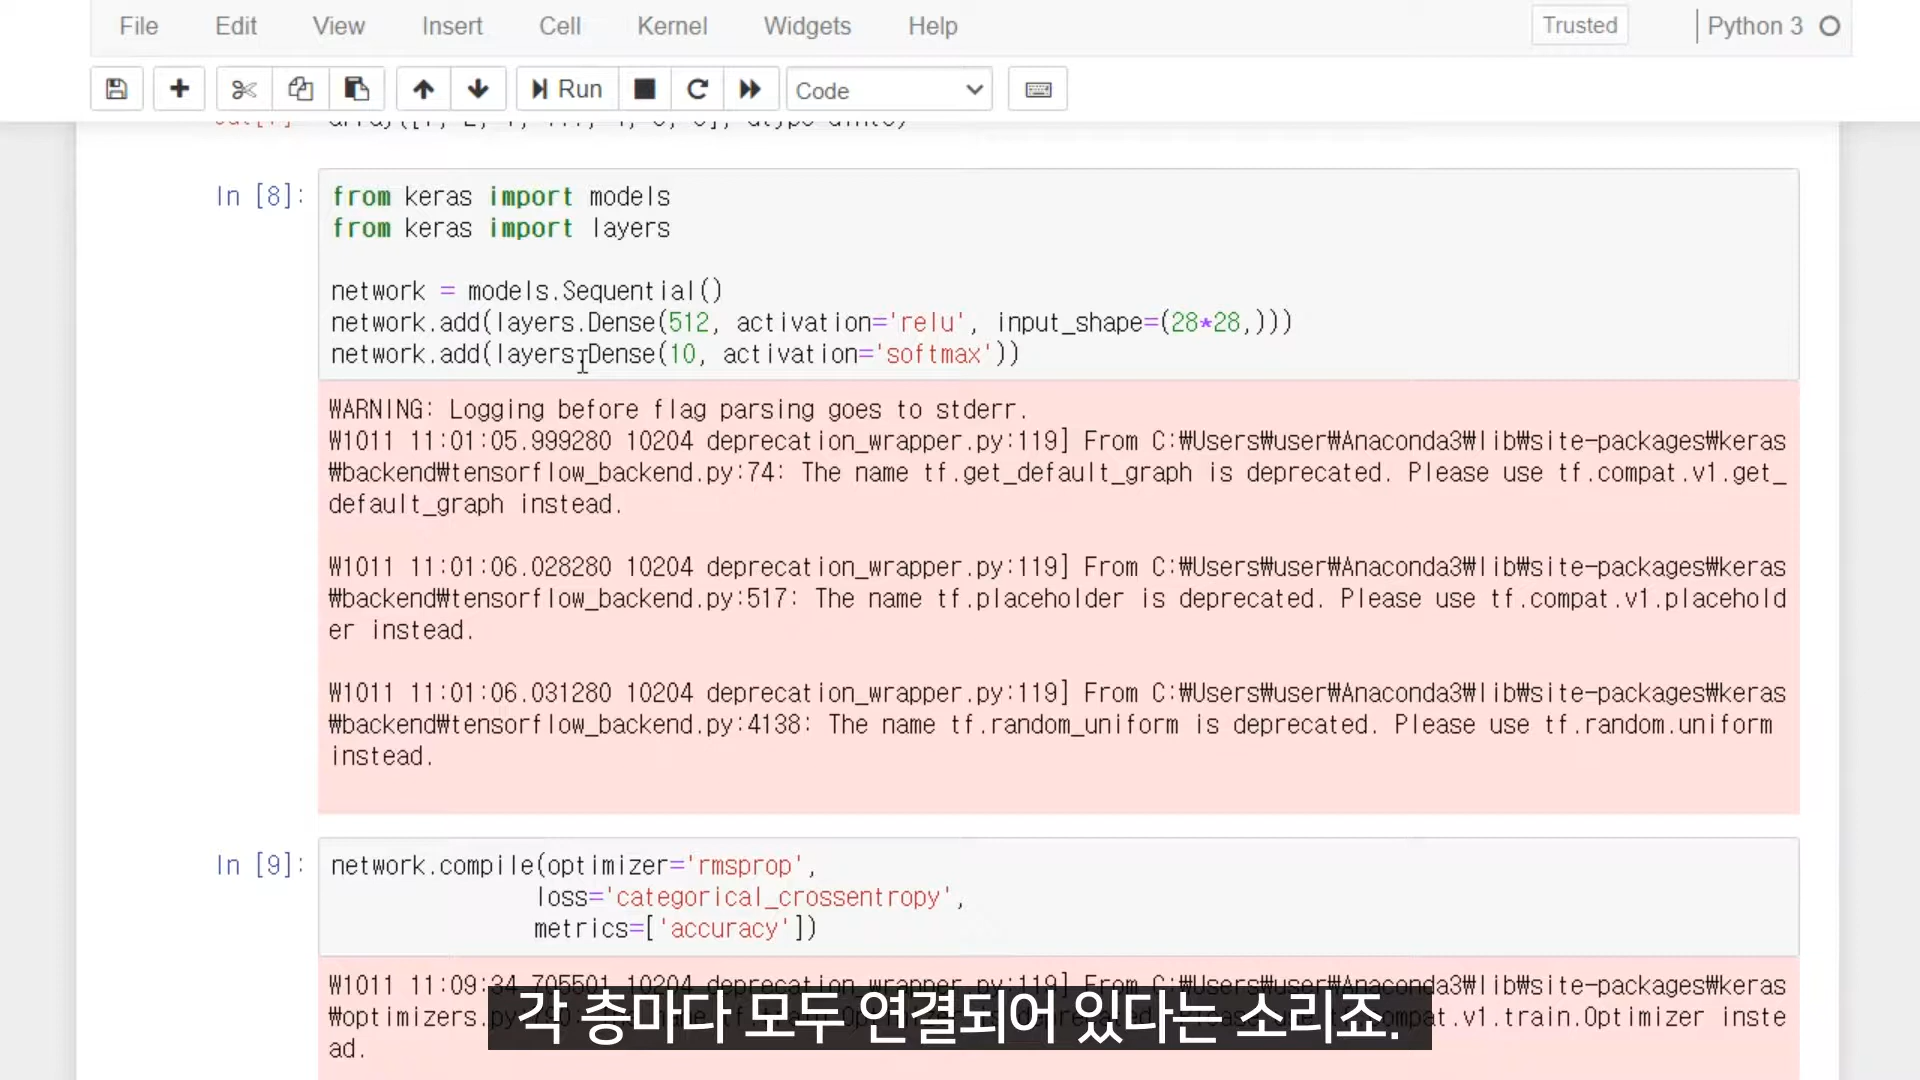 File Edit View Insert Cell Kernel Widgets Help Trusted Python 3
Run Code
In [8]:
from keras import models
from keras import layers
network = models.Sequential()
network.add(layers.Dense(512, activation='relu', input_shape=(28*28,)))
network.add(layers.Dense(10, activation='softmax'))
WARNING: Logging before flag parsing goes to stderr.
W1011 11:01:05.999280 10204 deprecation_wrapper.py:119] From C:₩Users₩user₩Anaconda3₩lib₩site-packages₩keras
₩backend₩tensorflow_backend.py:74: The name tf.get_default_graph is deprecated. Please use tf.compat.v1.get_
default_graph instead.
W1011 11:01:06.028280 10204 deprecation_wrapper.py:119] From C:₩Users₩user₩Anaconda3₩lib₩site-packages₩keras
₩backend₩tensorflow_backend.py:517: The name tf.placeholder is deprecated. Please use tf.compat.v1.placehold
er instead.
W1011 11:01:06.031280 10204 deprecation_wrapper.py:119] From C:₩Users₩user₩Anaconda3₩lib₩site-packages₩keras
₩backend₩tensorflow_backend.py:4138: The name tf.random_uniform is deprecated. Please use tf.random.uniform
instead.
In [9]:
network.compile(optimizer='rmsprop',
loss='categorical_crossentropy',
metrics=['accuracy'])
W1011 11:09:34.705501 10204 deprecation_wrapper.py:119] From C:₩Users₩user₩Anaconda3₩lib₩site-packages₩keras
₩optimizers.py compat.v1.train.Optimizer inste
ad.
각 층마다 모두 연결되어 있다는 소리죠.